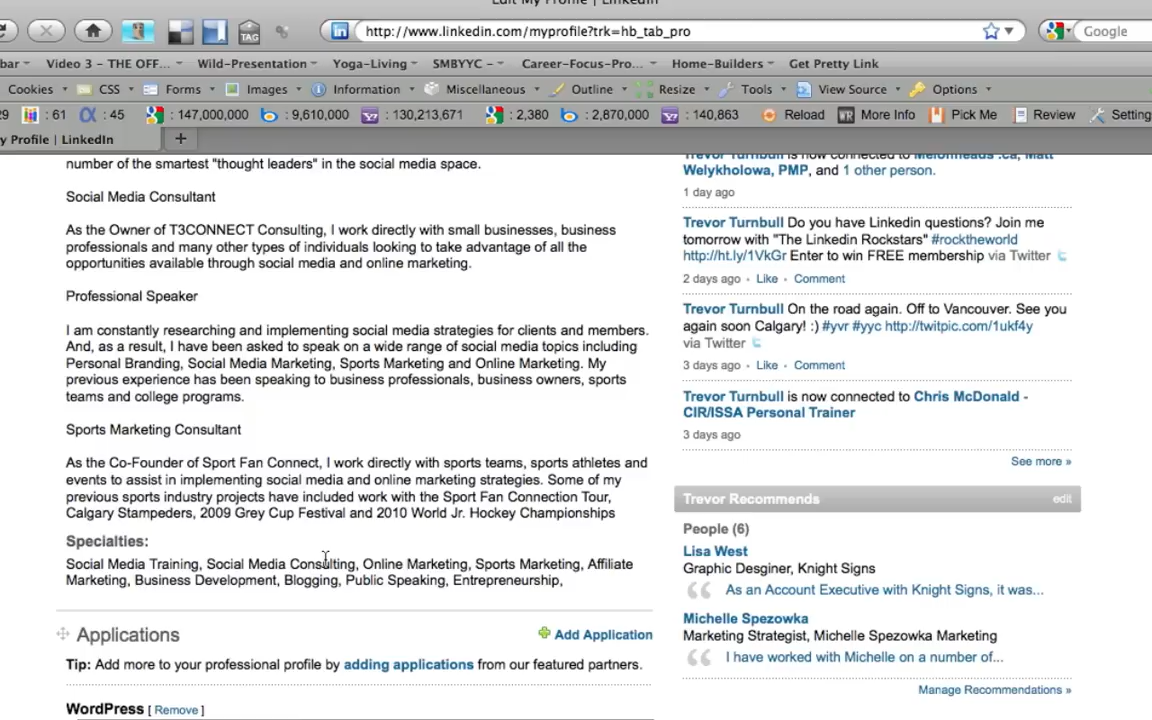 Edit My Profile | LinkedIn
TAG
http://www.linkedin.com/myprofile?trk=hb_tab_pro
Google
bar Video 3 - THE OFF... Wild-Presentation Yoga-Living SMBYYC - Career-Focus-Pro... Home-Builders Get Pretty Link
Cookies CSS Forms Images Information Miscellaneous Outline Resize Tools View Source Options
29 : 61 : 45 : 147,000,000 : 9,610,000 : 130,213,671 : 2,380 : 2,870,000 : 140,863 Reload More Info Pick Me Review Setting
y Profile | LinkedIn
number of the smartest "thought leaders" in the social media space.
Social Media Consultant
As the Owner of T3CONNECT Consulting, I work directly with small businesses, business
professionals and many other types of individuals looking to take advantage of all the
opportunities available through social media and online marketing.
Professional Speaker
I am constantly researching and implementing social media strategies for clients and members.
And, as a result, I have been asked to speak on a wide range of social media topics including
Personal Branding, Social Media Marketing, Sports Marketing and Online Marketing. My
previous experience has been speaking to business professionals, business owners, sports
teams and college programs.
Sports Marketing Consultant
As the Co-Founder of Sport Fan Connect, I work directly with sports teams, sports athletes and
events to assist in implementing social media and online marketing strategies. Some of my
previous sports industry projects have included work with the Sport Fan Connection Tour,
Calgary Stampeders, 2009 Grey Cup Festival and 2010 World Jr. Hockey Championships
Specialties:
Social Media Training, Social Media Consulting, Online Marketing, Sports Marketing, Affiliate
Marketing, Business Development, Blogging, Public Speaking, Entrepreneurship,
Applications
Add Application
Tip: Add more to your professional profile by adding applications from our featured partners.
WordPress [ Remove ]
Trevor Turnbull is now connected to Melonheads .ca, Matt
Welykholowa, PMP, and 1 other person.
1 day ago
Trevor Turnbull Do you have Linkedin questions? Join me
tomorrow with "The Linkedin Rockstars" #rocktheworld
http://ht.ly/1VkGr Enter to win FREE membership via Twitter
2 days ago · Like · Comment
Trevor Turnbull On the road again. Off to Vancouver. See you
again soon Calgary! :) #yvr #yyc http://twitpic.com/1ukf4y
via Twitter
3 days ago · Like · Comment
Trevor Turnbull is now connected to Chris McDonald -
CIR/ISSA Personal Trainer
3 days ago
See more »
Trevor Recommends
edit
People (6)
Lisa West
Graphic Desginer, Knight Signs
As an Account Executive with Knight Signs, it was...
Michelle Spezowka
Marketing Strategist, Michelle Spezowka Marketing
I have worked with Michelle on a number of...
Manage Recommendations »